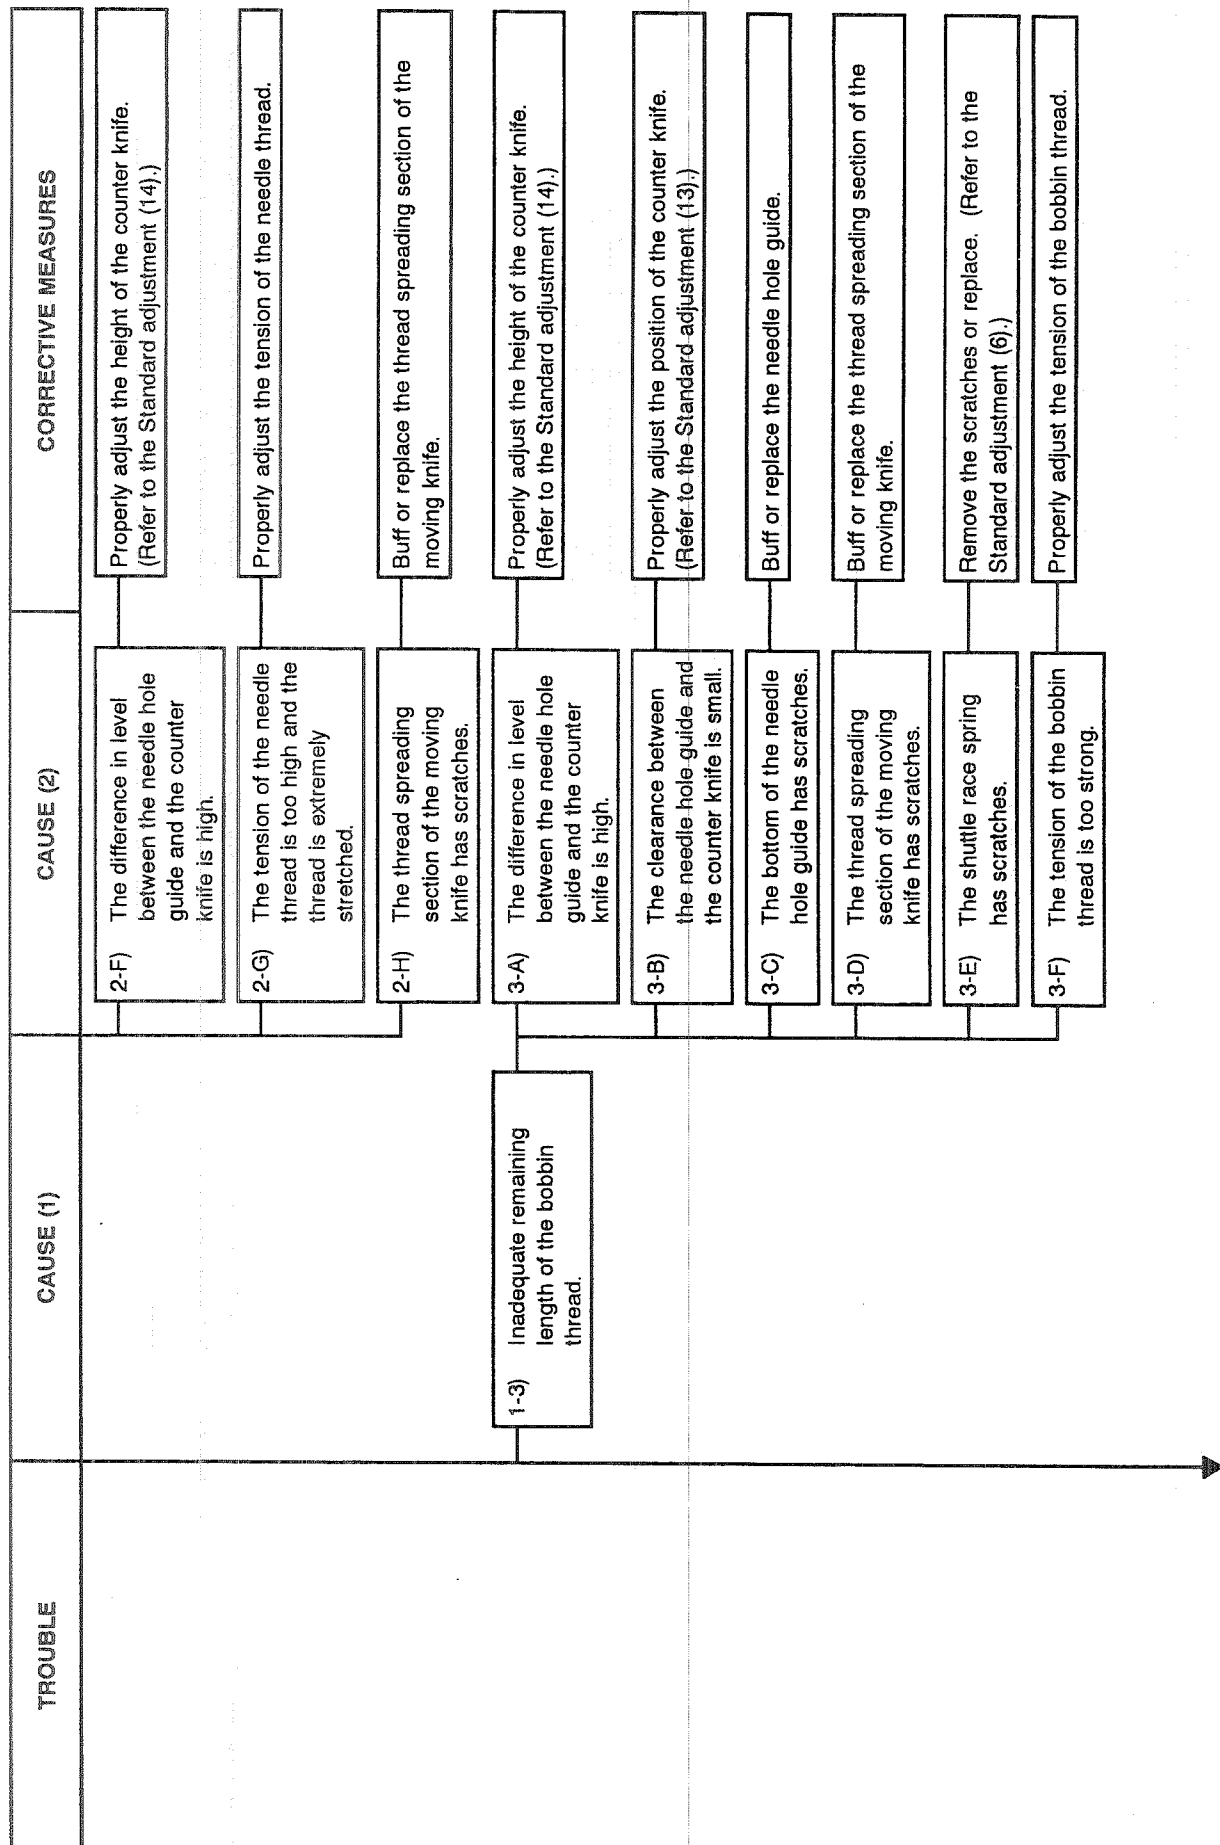 TROUBLE
CAUSE (1)
CAUSE (2)
CORRECTIVE MEASURES
2-F) The difference in level
between the needle hole
guide and the counter
knife is high.
Properly adjust the height of the counter knife.
(Refer to the Standard adjustment (14).)
2-G) The tension of the needle
thread is too high and the
thread is extremely
stretched.
Properly adjust the tension of the needle thread.
2-H) The thread spreading
section of the moving
knife has scratches.
Buff or replace the thread spreading section of the
moving knife.
1-3) Inadequate remaining
length of the bobbin
thread.
3-A) The difference in level
between the needle hole
guide and the counter
knife is high.
Properly adjust the height of the counter knife.
(Refer to the Standard adjustment (14).)
3-B) The clearance between
the needle hole guide and
the counter knife is small.
Properly adjust the position of the counter knife.
(Refer to the Standard adjustment (13).)
3-C) The bottom of the needle
hole guide has scratches.
Buff or replace the needle hole guide.
3-D) The thread spreading
section of the moving
knife has scratches.
Buff or replace the thread spreading section of the
moving knife.
3-E) The shuttle race spring
has scratches.
Remove the scratches or replace. (Refer to the
Standard adjustment (6).)
3-F) The tension of the bobbin
thread is too strong.
Properly adjust the tension of the bobbin thread.